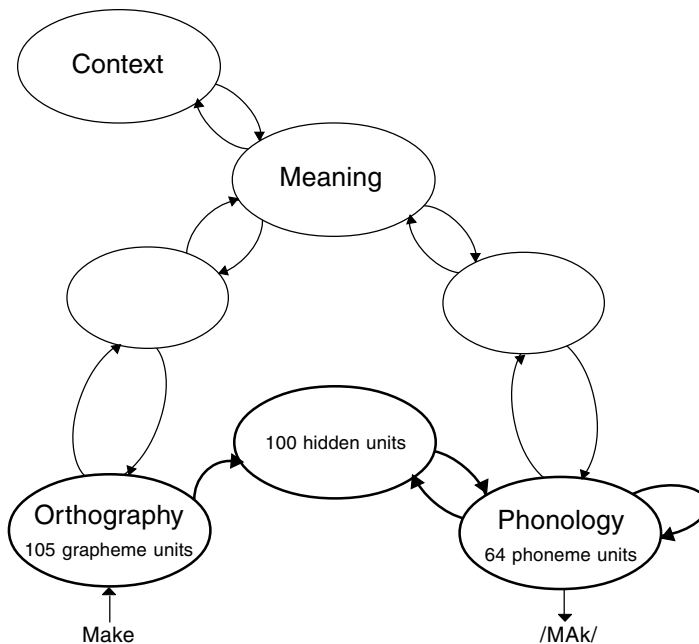 Context
Meaning
100 hidden units
Orthography
105 grapheme units
Phonology
64 phoneme units
Make
/MAk/